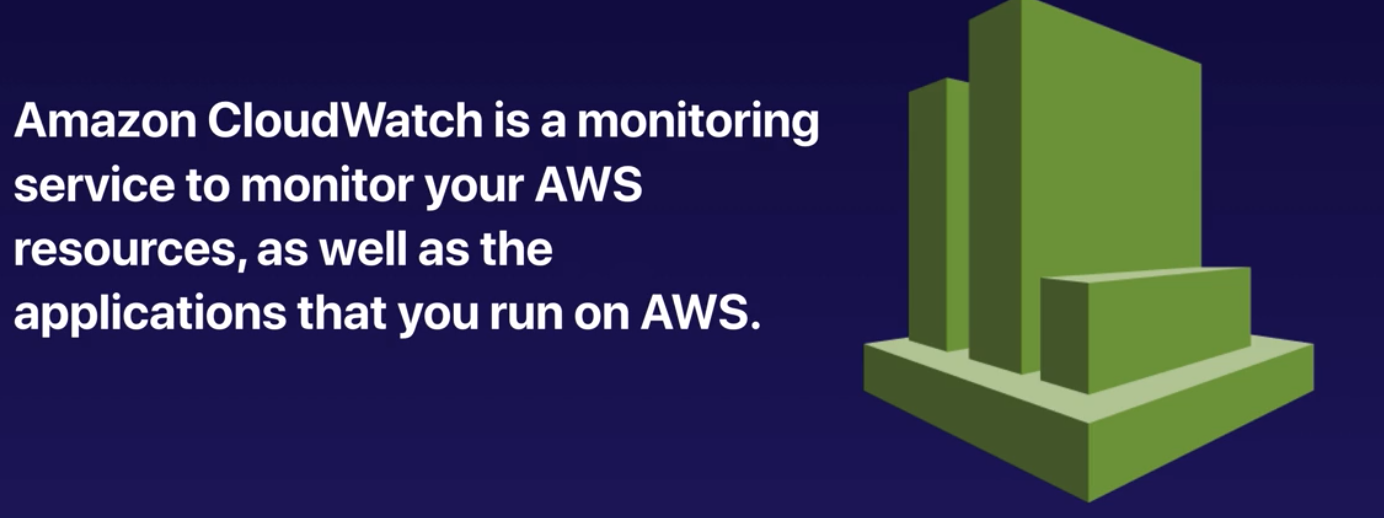 Amazon CloudWatch is a monitoring
service to monitor your AWS
resources, as well as the
applications that you run on AWS.